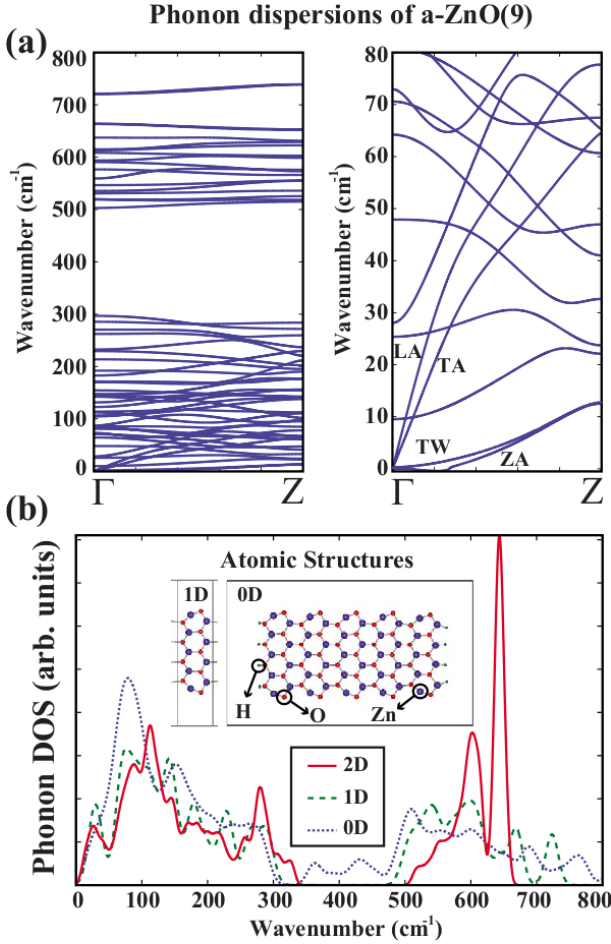 Phonon dispersions of a-ZnO(9)
(a)
Wavenumber (cm⁻¹)
800
700
600
500
400
300
200
100
0
Γ
Z
Wavenumber (cm⁻¹)
80
70
60
50
40
30
20
10
0
LA
TA
TW
ZA
Γ
Z
(b)
Phonon DOS (arb. units)
Atomic Structures
1D
0D
H
O
Zn
2D
1D
0D
0 100 200 300 400 500 600 700 800
Wavenumber (cm⁻¹)